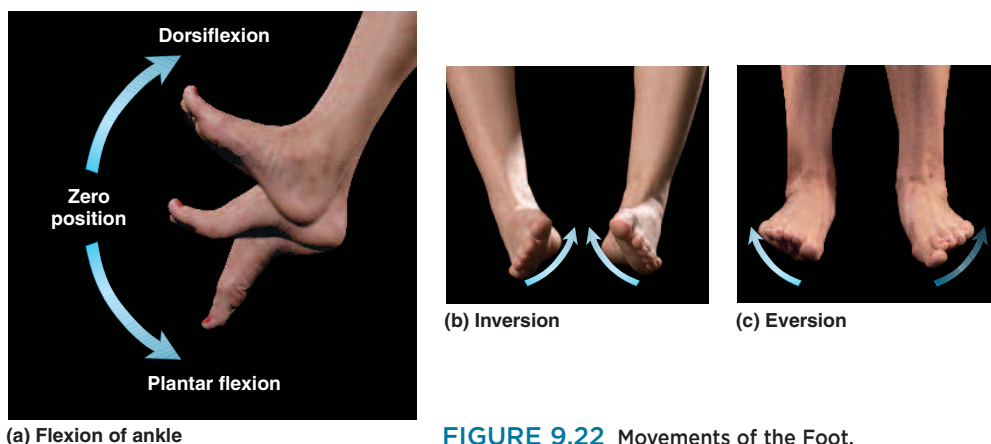 Dorsiflexion
Zero
position
Plantar flexion
(a) Flexion of ankle
(b) Inversion
(c) Eversion
FIGURE 9.22 Movements of the Foot.